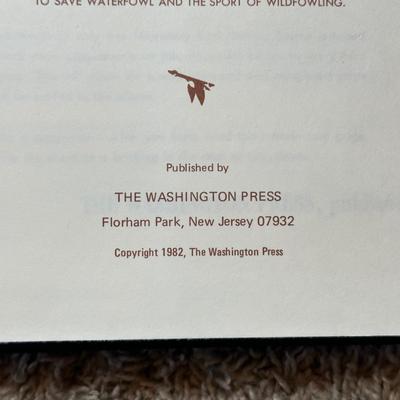 TO SAVE WATERFOWL AND THE SPORT OF WILDFOWLING.
Published by
THE WASHINGTON PRESS
Florham Park, New Jersey 07932
Copyright 1982, The Washington Press